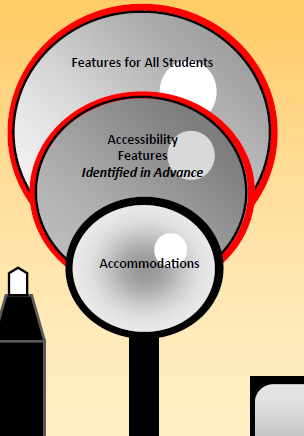 Features for All Students
Accessibility
Features
Identified in Advance
Accommodations